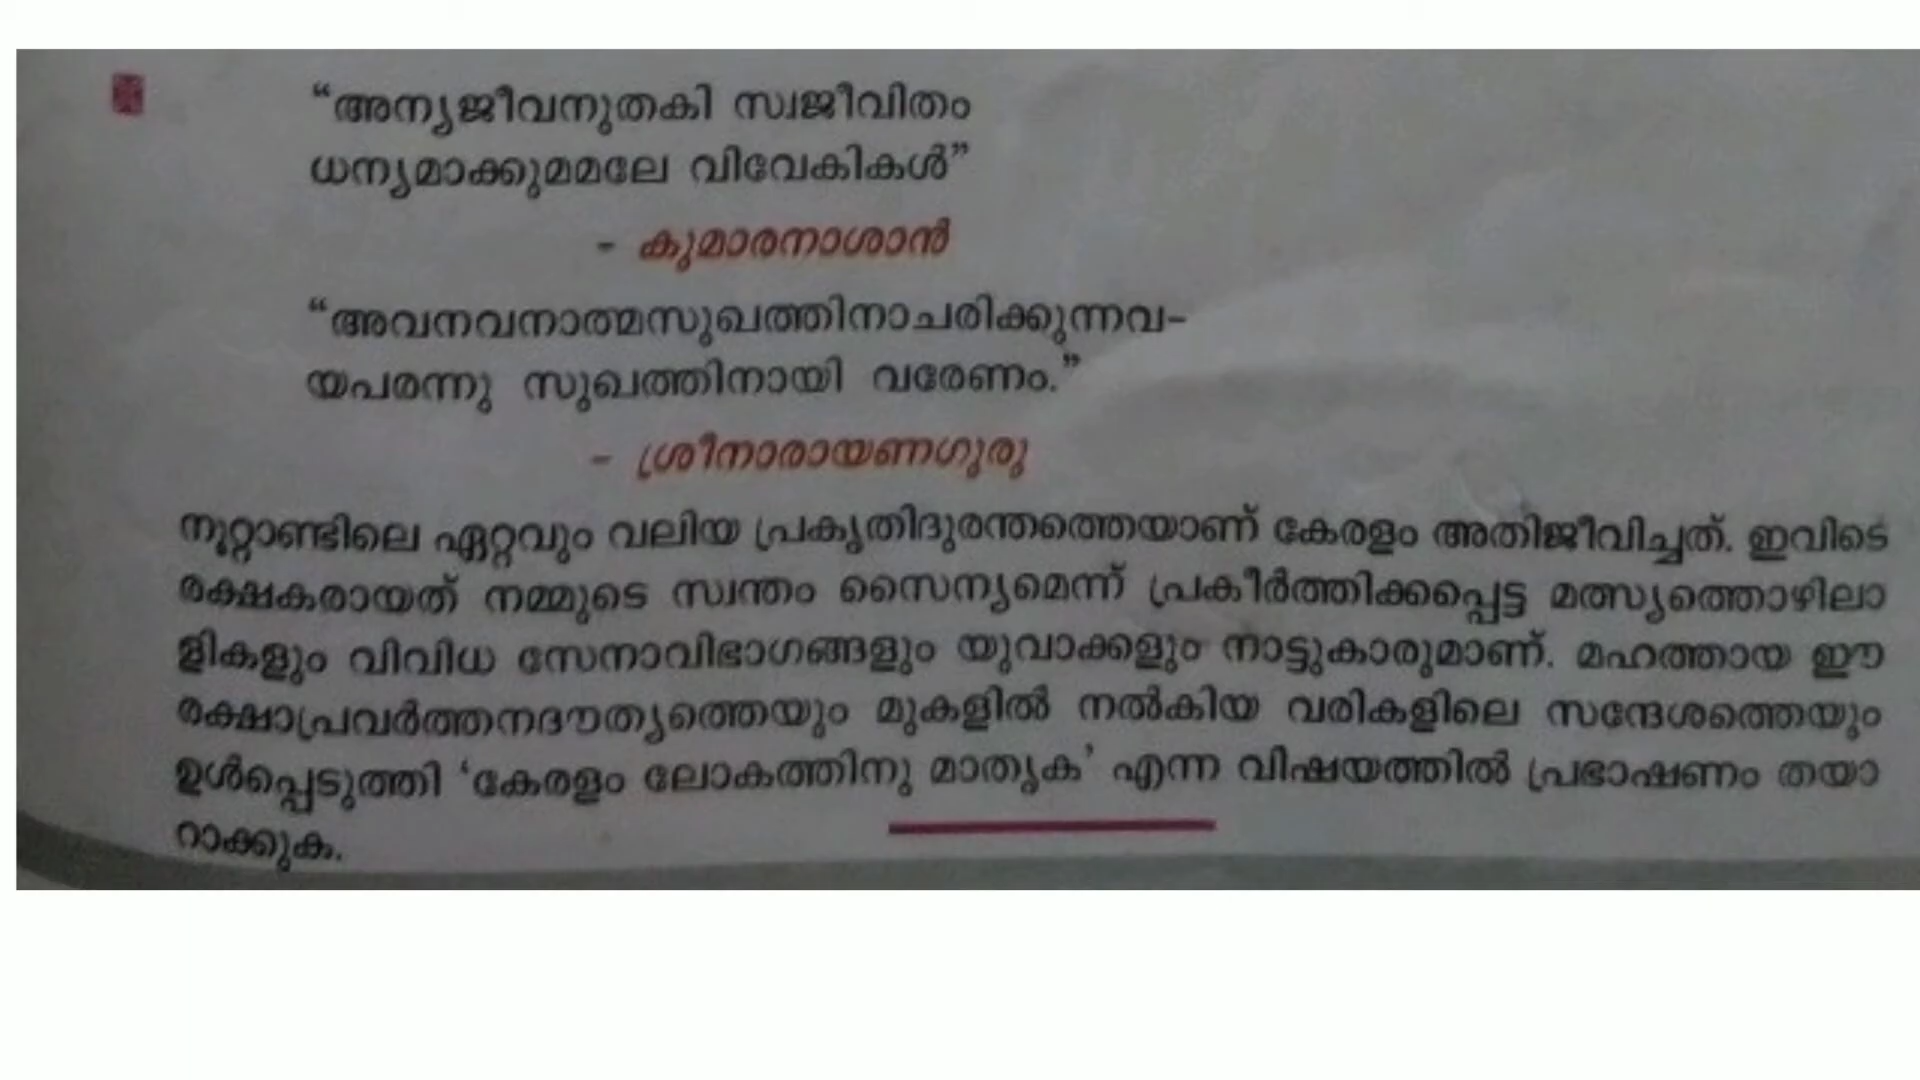 “അന്യജീവനുതകി സ്വജീവിതം
ധന്യമാക്കുമമലേ വിവേകികൾ”
- കുമാരനാശാൻ
“അവനവനാത്മസുഖത്തിനാചരിക്കുന്നവ-
യപരന്നു സുഖത്തിനായി വരേണം.”
- ശ്രീനാരായണഗുരു
നൂറ്റാണ്ടിലെ ഏറ്റവും വലിയ പ്രകൃതിദുരന്തത്തെയാണ് കേരളം അതിജീവിച്ചത്. ഇവിടെ
രക്ഷകരായത് നമ്മുടെ സ്വന്തം സൈന്യമെന്ന് പ്രകീർത്തിക്കപ്പെട്ട മത്സ്യത്തൊഴിലാ
ളികളും വിവിധ സേനാവിഭാഗങ്ങളും യുവാക്കളും നാട്ടുകാരുമാണ്. മഹത്തായ ഈ
രക്ഷാപ്രവർത്തനദൗത്യത്തെയും മുകളിൽ നൽകിയ വരികളിലെ സന്ദേശത്തെയും
ഉൾപ്പെടുത്തി ‘കേരളം ലോകത്തിനു മാതൃക’ എന്ന വിഷയത്തിൽ പ്രഭാഷണം തയാ
റാക്കുക.